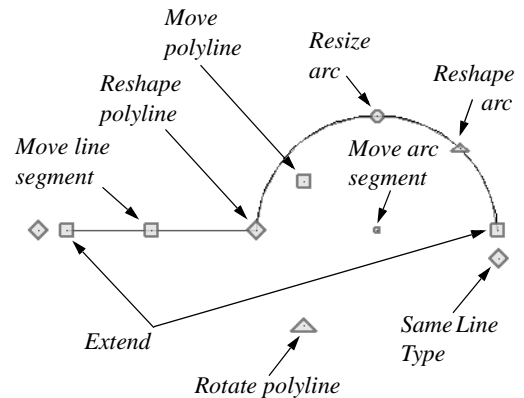 Move
polyline
Resize
arc
Reshape
polyline
Reshape
arc
Move line
segment
Move arc
segment
Extend
Same Line
Type
Rotate polyline